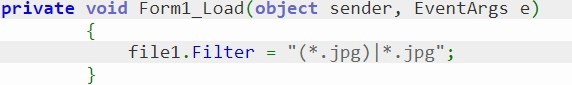 private void Form1_Load(object sender, EventArgs e)
{
file1.Filter = "(*.jpg)|*.jpg";
}